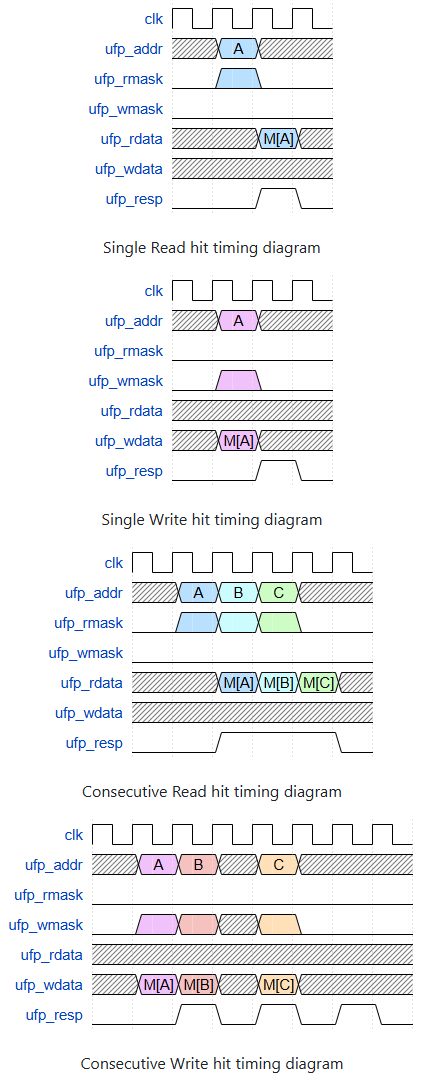 clk
ufp_addr A
ufp_rmask
ufp_wmask
ufp_rdata M[A]
ufp_wdata
ufp_resp
Single Read hit timing diagram
clk
ufp_addr A
ufp_rmask
ufp_wmask
ufp_rdata
ufp_wdata M[A]
ufp_resp
Single Write hit timing diagram
clk
ufp_addr A B C
ufp_rmask
ufp_wmask
ufp_rdata M[A] M[B] M[C]
ufp_wdata
ufp_resp
Consecutive Read hit timing diagram
clk
ufp_addr A B C
ufp_rmask
ufp_wmask
ufp_rdata
ufp_wdata M[A] M[B] M[C]
ufp_resp
Consecutive Write hit timing diagram